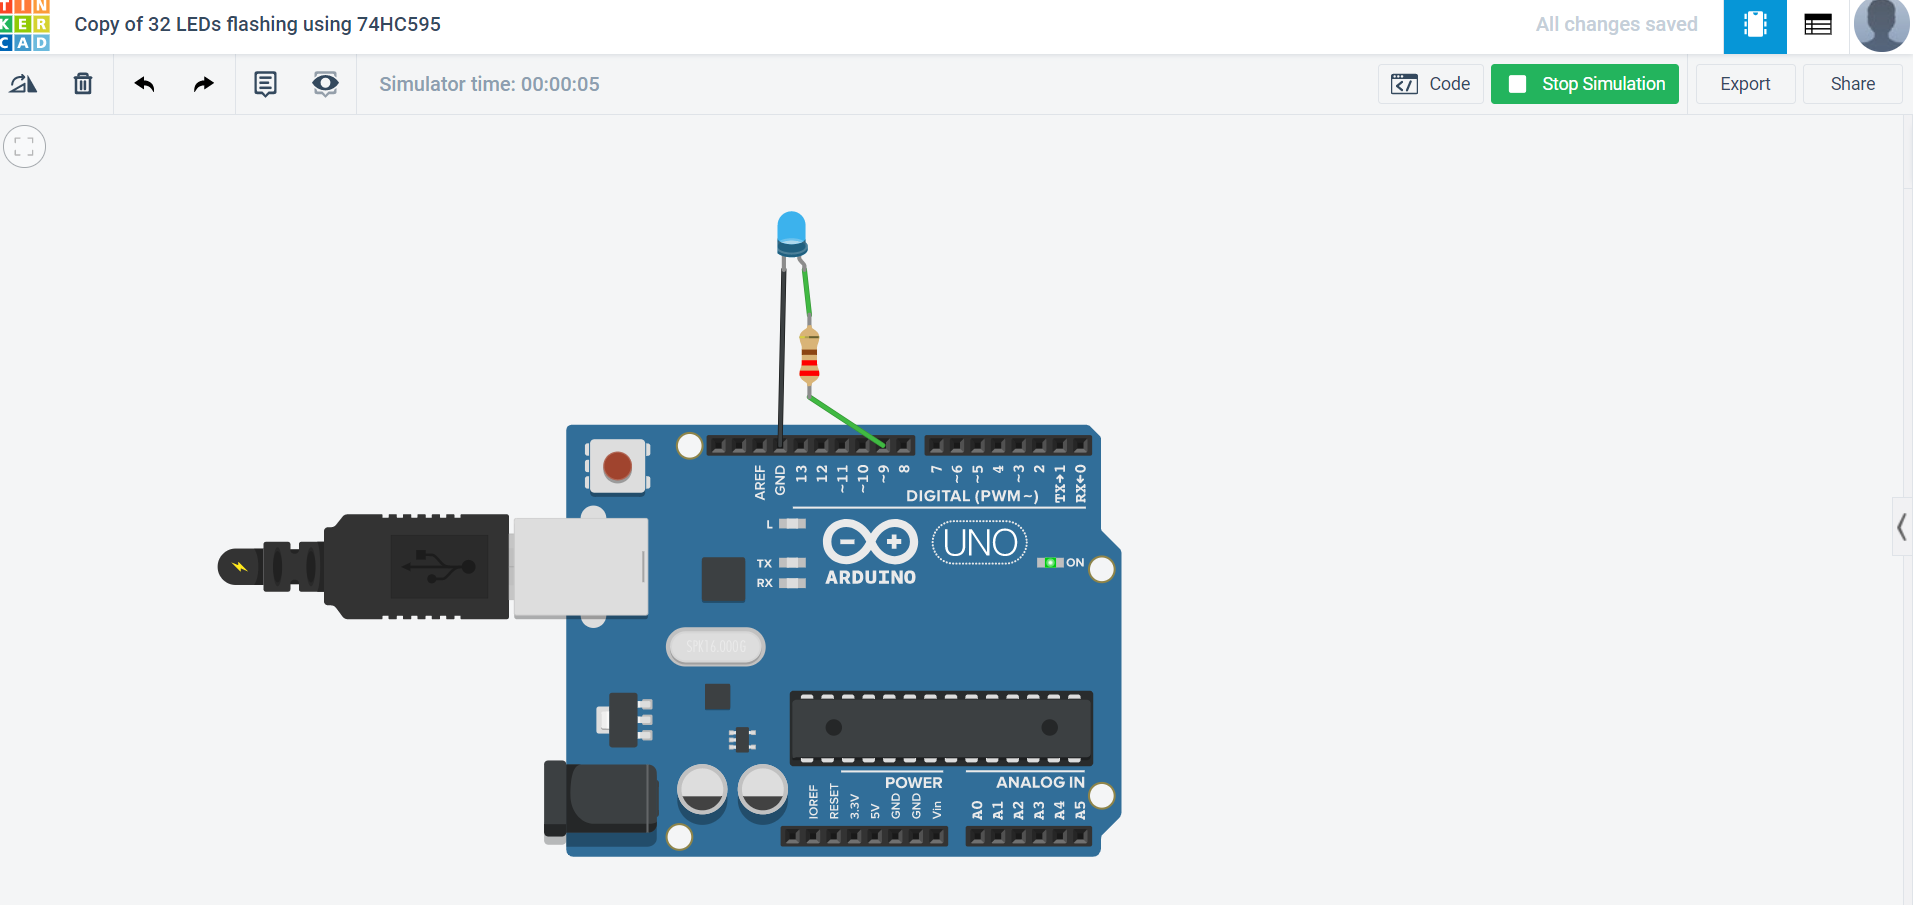 TIN
KER
CAD
Copy of 32 LEDs flashing using 74HC595
All changes saved
Simulator time: 00:00:05
Code
Stop Simulation
Export
Share
AREF
GND
13
12
~11
~10
~9
8
7
~6
~5
4
~3
2
TX→1
RX←0
DIGITAL (PWM~)
L
TX
RX
UNO
ARDUINO
ON
SPK16.000G
POWER
ANALOG IN
IOREF
RESET
3.3V
5V
GND
GND
Vin
A0
A1
A2
A3
A4
A5